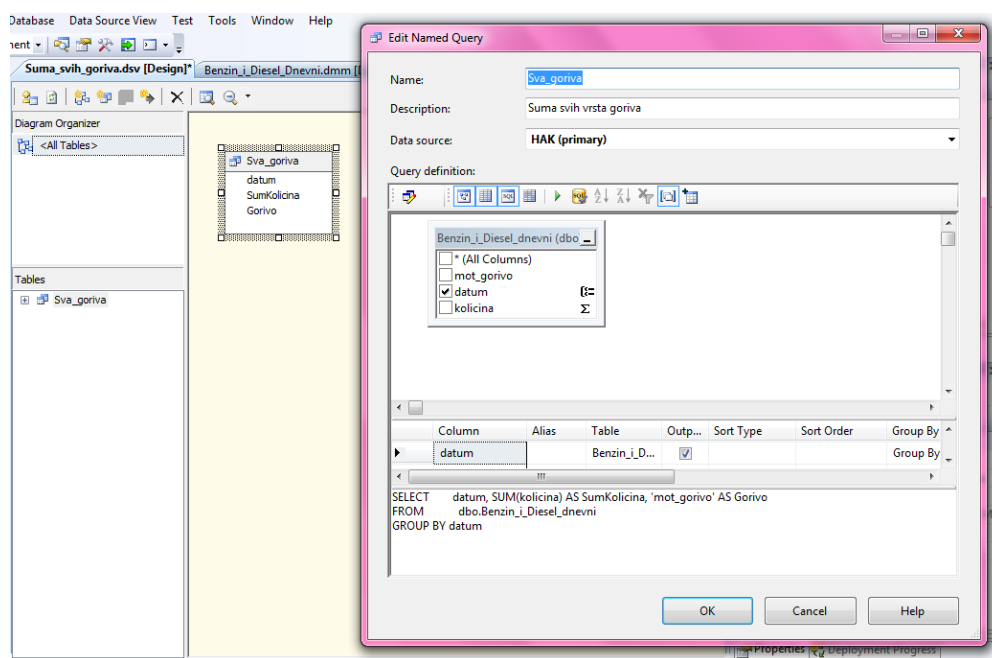 Database Data Source View Test Tools Window Help
Suma_svih_goriva.dsv [Design]* Benzin_i_Diesel_Dnevni.dmm [
Diagram Organizer
<All Tables>
Tables
Sva_goriva
Sva_goriva
datum
SumKolicina
Gorivo
Edit Named Query
Name: Sva_goriva
Description: Suma svih vrsta goriva
Data source: HAK (primary)
Query definition:
Benzin_i_Diesel_dnevni (dbo
* (All Columns)
mot_gorivo
datum
kolicina Σ
Column Alias Table Outp... Sort Type Sort Order Group By
datum Benzin_i_D... Group By
SELECT datum, SUM(kolicina) AS SumKolicina, 'mot_gorivo' AS Gorivo
FROM dbo.Benzin_i_Diesel_dnevni
GROUP BY datum
OK Cancel Help
Properties Deployment Progress